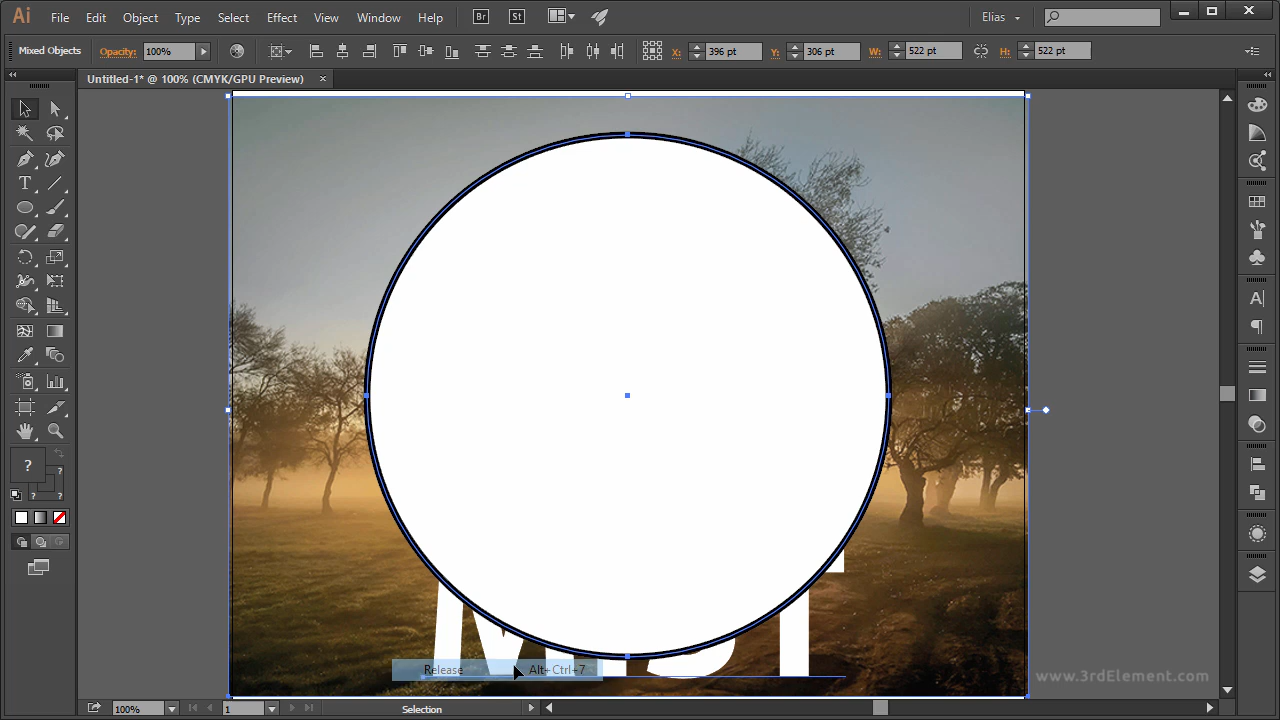 Ai File Edit Object Type Select Effect View Window Help Br St Elias
Mixed Objects Opacity: 100% X: 396 pt Y: 306 pt W: 522 pt H: 522 pt
Untitled-1* @ 100% (CMYK/GPU Preview) ×
T
A
?
?
? ?
Release Alt+Ctrl+7
www.3rdElement.com
100% 1 Selection